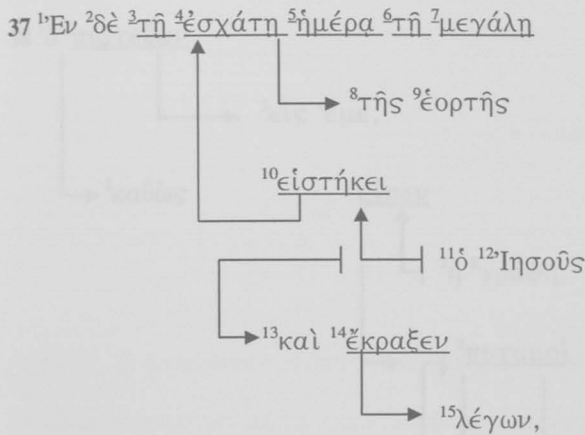 37 ¹Ἐν ²δὲ ³τῇ ⁴ἐσχάτῃ ⁵ἡμέρᾳ ⁶τῇ ⁷μεγάλῃ
⁸τῆς ⁹ἑορτῆς
¹⁰εἱστήκει
¹¹ὁ ¹²Ἰησοῦς
¹³καὶ ¹⁴ἔκραξεν
¹⁵λέγων,